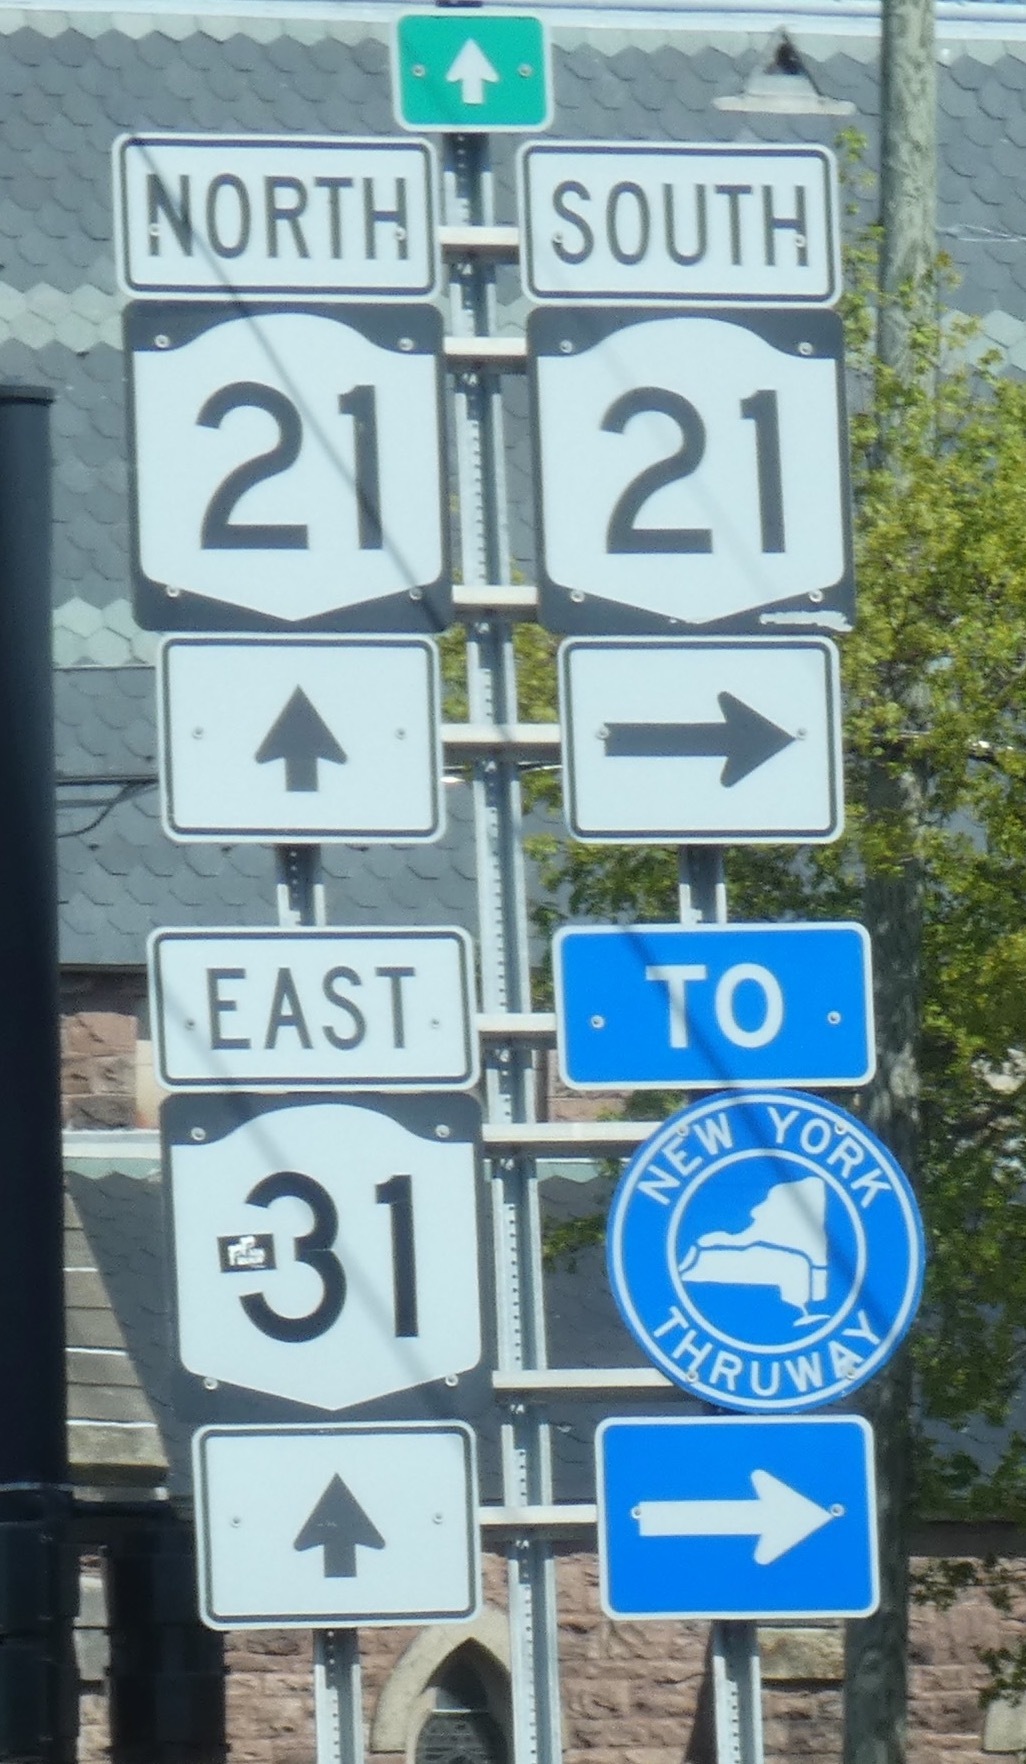 NORTH
21
SOUTH
21
EAST
31
TO
NEW YORK
THRUWAY